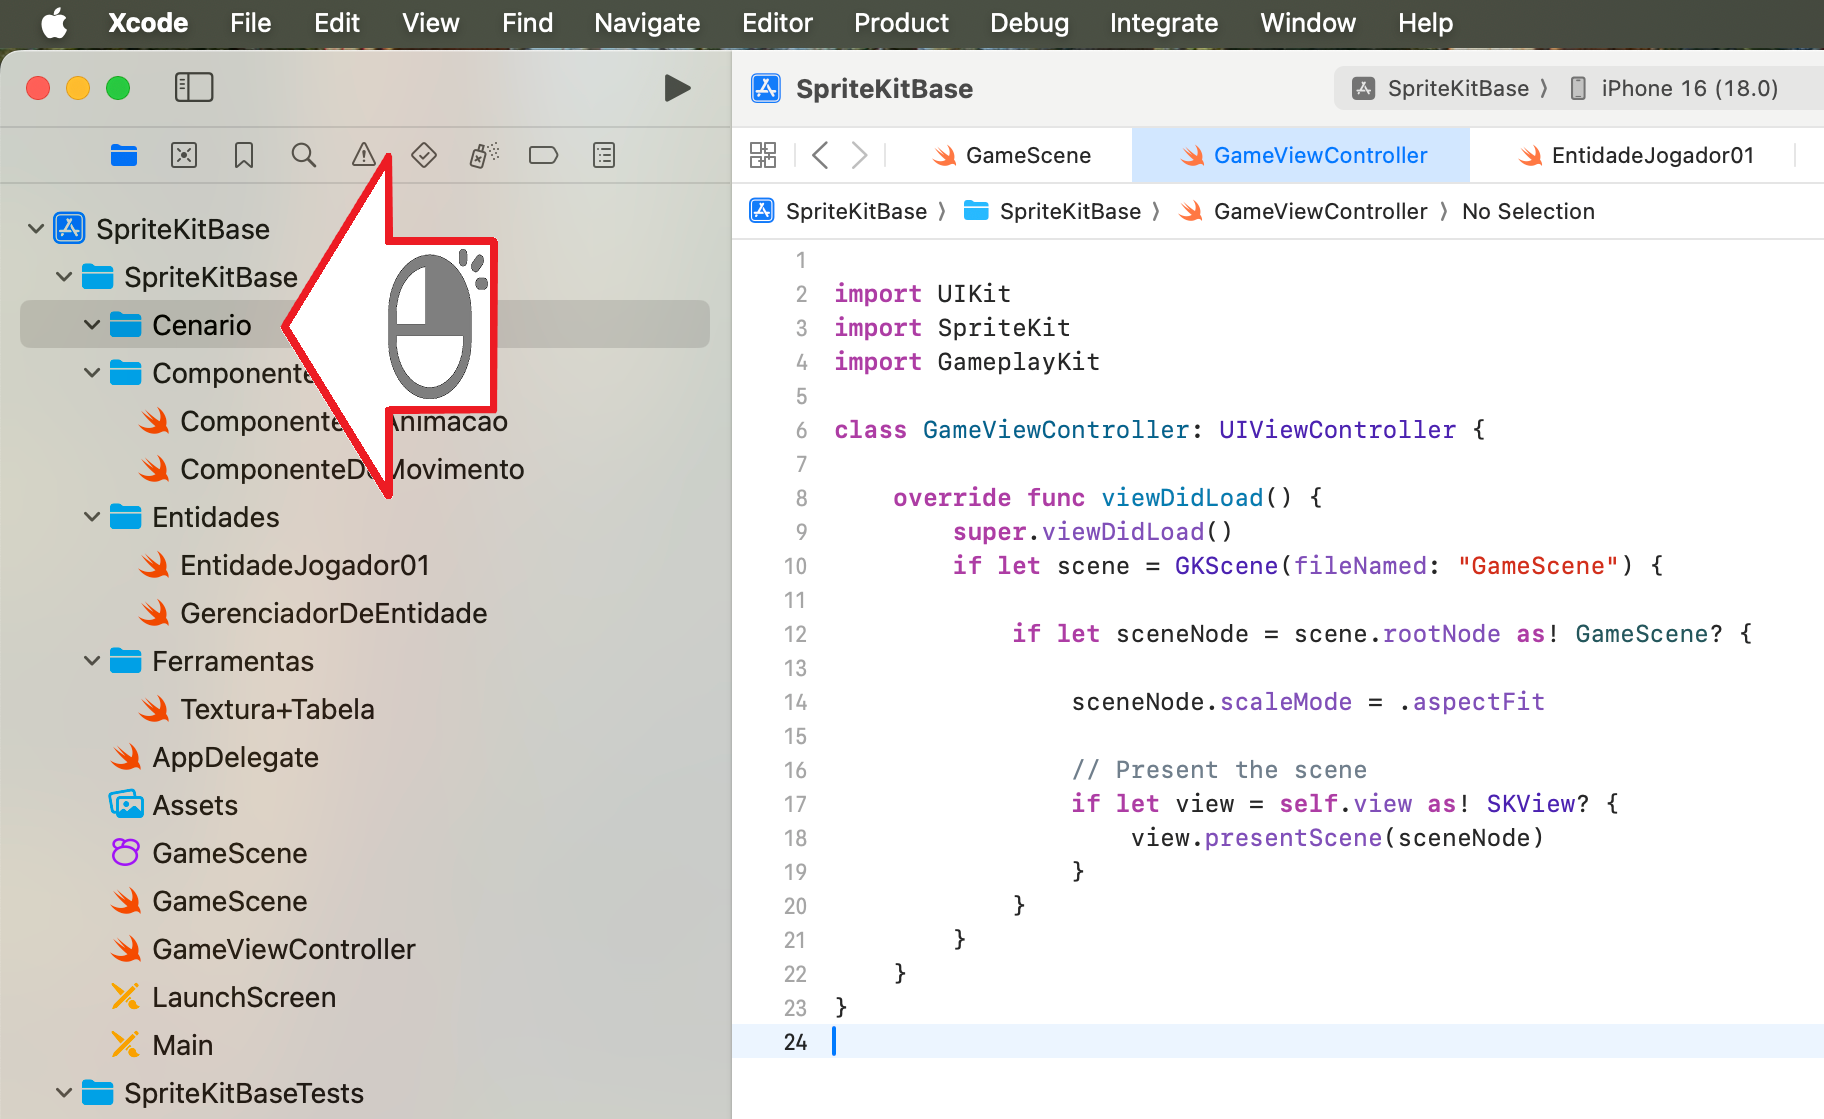 Xcode File Edit View Find Navigate Editor Product Debug Integrate Window Help
SpriteKitBase
SpriteKitBase
Cenario
Componente
Componente Animacao
ComponenteD Movimento
Entidades
EntidadeJogador01
GerenciadorDeEntidade
Ferramentas
Textura+Tabela
AppDelegate
Assets
GameScene
GameScene
GameViewController
LaunchScreen
Main
SpriteKitBaseTests
SpriteKitBase SpriteKitBase 〉 iPhone 16 (18.0)
GameScene GameViewController EntidadeJogador01
SpriteKitBase 〉 SpriteKitBase 〉 GameViewController 〉 No Selection
1
2 import UIKit
3 import SpriteKit
4 import GameplayKit
5
6 class GameViewController: UIViewController {
7
8 override func viewDidLoad() {
9 super.viewDidLoad()
10 if let scene = GKScene(fileNamed: "GameScene") {
11
12 if let sceneNode = scene.rootNode as! GameScene? {
13
14 sceneNode.scaleMode = .aspectFit
15
16 // Present the scene
17 if let view = self.view as! SKView? {
18 view.presentScene(sceneNode)
19 }
20 }
21 }
22 }
23 }
24